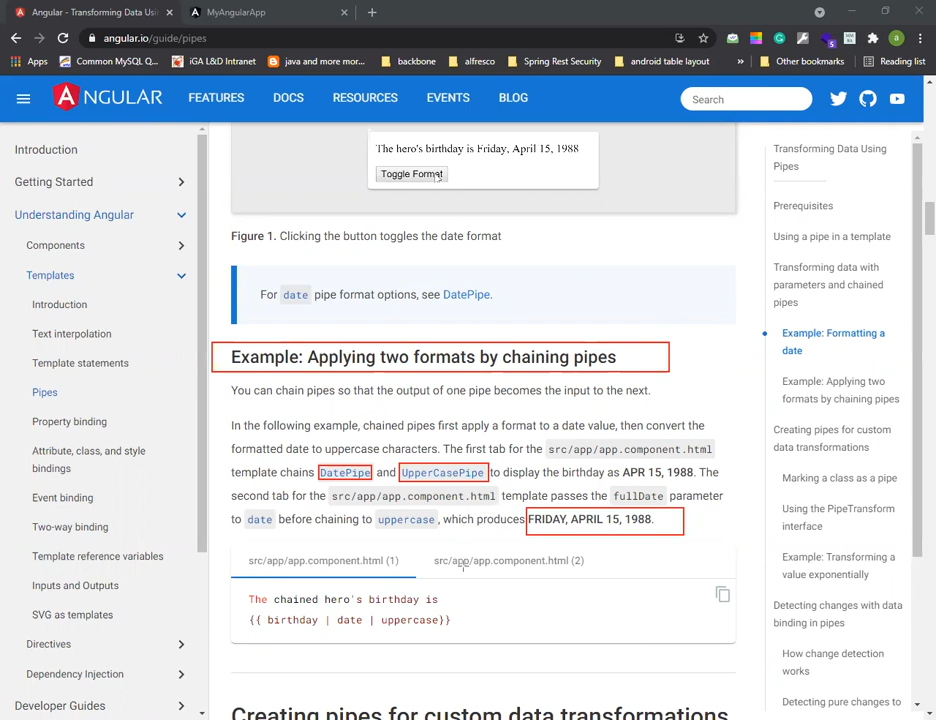 Angular - Transforming Data Usi
MyAngularApp
angular.io/guide/pipes
Apps
Common MySQL Q...
iGA L&D Intranet
java and more mor...
backbone
alfresco
Spring Rest Security
android table layout
»
Other bookmarks
Reading list
ANGULAR
FEATURES
DOCS
RESOURCES
EVENTS
BLOG
Search
Introduction
Getting Started
Understanding Angular
Components
Templates
Introduction
Text interpolation
Template statements
Pipes
Property binding
Attribute, class, and style
bindings
Event binding
Two-way binding
Template reference variables
Inputs and Outputs
SVG as templates
Directives
Dependency Injection
Developer Guides
The hero's birthday is Friday, April 15, 1988
Toggle Format
Figure 1. Clicking the button toggles the date format
For date pipe format options, see DatePipe.
Example: Applying two formats by chaining pipes
You can chain pipes so that the output of one pipe becomes the input to the next.
In the following example, chained pipes first apply a format to a date value, then convert the
formatted date to uppercase characters. The first tab for the src/app/app.component.html
template chains DatePipe and UpperCasePipe to display the birthday as APR 15, 1988. The
second tab for the src/app/app.component.html template passes the fullDate parameter
to date before chaining to uppercase, which produces FRIDAY, APRIL 15, 1988.
src/app/app.component.html (1)
src/app/app.component.html (2)
The chained hero's birthday is
{{ birthday | date | uppercase}}
Creating pipes for custom data transformations
Transforming Data Using
Pipes
Prerequisites
Using a pipe in a template
Transforming data with
parameters and chained
pipes
Example: Formatting a
date
Example: Applying two
formats by chaining pipes
Creating pipes for custom
data transformations
Marking a class as a pipe
Using the PipeTransform
interface
Example: Transforming a
value exponentially
Detecting changes with data
binding in pipes
How change detection
works
Detecting pure changes to